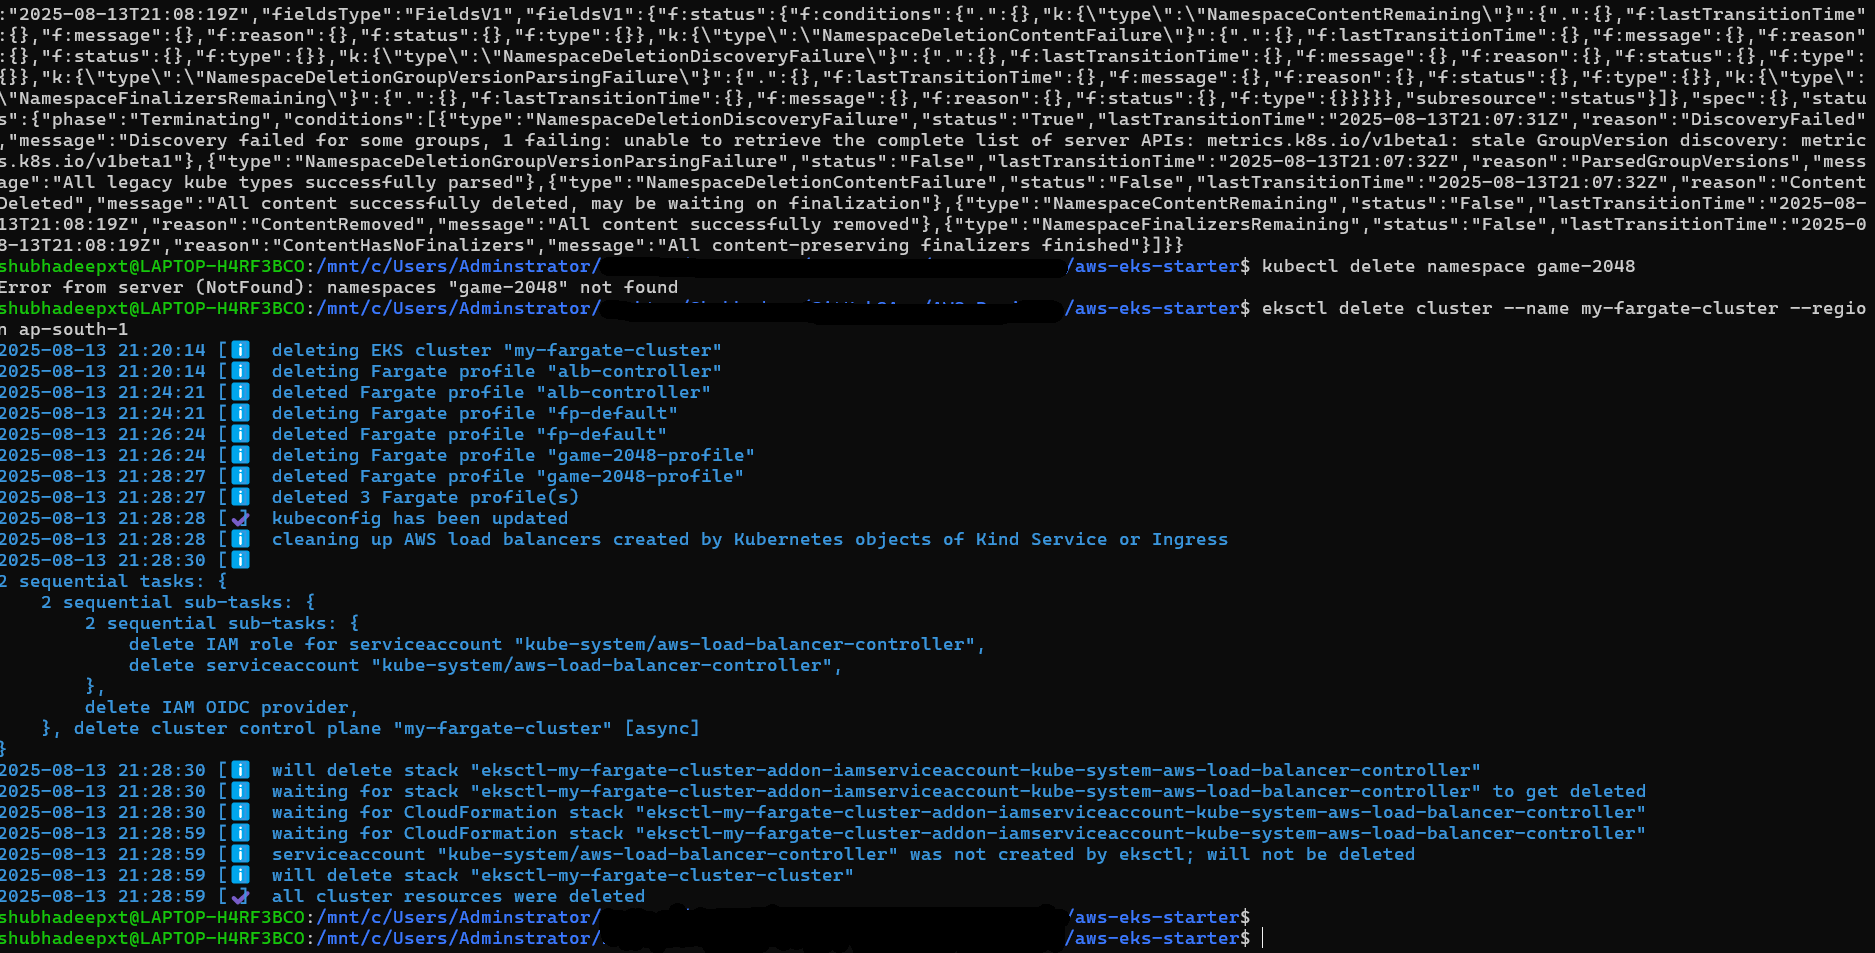 :"2025-08-13T21:08:19Z","fieldsType":"FieldsV1","fieldsV1":{"f:status":{"f:conditions":{".":{},"k:{\"type\":\"NamespaceContentRemaining\"}":{".":{},"f:lastTransitionTime"
:{},"f:message":{},"f:reason":{},"f:status":{},"f:type":{}},"k:{\"type\":\"NamespaceDeletionContentFailure\"}":{".":{},"f:lastTransitionTime":{},"f:message":{},"f:reason"
:{},"f:status":{},"f:type":{}},"k:{\"type\":\"NamespaceDeletionDiscoveryFailure\"}":{".":{},"f:lastTransitionTime":{},"f:message":{},"f:reason":{},"f:status":{},"f:type":
{}},"k:{\"type\":\"NamespaceDeletionGroupVersionParsingFailure\"}":{".":{},"f:lastTransitionTime":{},"f:message":{},"f:reason":{},"f:status":{},"f:type":{}},"k:{\"type\":
\"NamespaceFinalizersRemaining\"}":{".":{},"f:lastTransitionTime":{},"f:message":{},"f:reason":{},"f:status":{},"f:type":{}}}}},"subresource":"status"}]},"spec":{},"statu
s":{"phase":"Terminating","conditions":[{"type":"NamespaceDeletionDiscoveryFailure","status":"True","lastTransitionTime":"2025-08-13T21:07:31Z","reason":"DiscoveryFailed"
,"message":"Discovery failed for some groups, 1 failing: unable to retrieve the complete list of server APIs: metrics.k8s.io/v1beta1: stale GroupVersion discovery: metric
s.k8s.io/v1beta1"},{"type":"NamespaceDeletionGroupVersionParsingFailure","status":"False","lastTransitionTime":"2025-08-13T21:07:32Z","reason":"ParsedGroupVersions","mess
age":"All legacy kube types successfully parsed"},{"type":"NamespaceDeletionContentFailure","status":"False","lastTransitionTime":"2025-08-13T21:07:32Z","reason":"Content
Deleted","message":"All content successfully deleted, may be waiting on finalization"},{"type":"NamespaceContentRemaining","status":"False","lastTransitionTime":"2025-08-
13T21:08:19Z","reason":"ContentRemoved","message":"All content successfully removed"},{"type":"NamespaceFinalizersRemaining","status":"False","lastTransitionTime":"2025-0
8-13T21:08:19Z","reason":"ContentHasNoFinalizers","message":"All content-preserving finalizers finished"}]}}
shubhadeepxt@LAPTOP-H4RF3BCO:/mnt/c/Users/Adminstrator/ /aws-eks-starter$ kubectl delete namespace game-2048
Error from server (NotFound): namespaces "game-2048" not found
shubhadeepxt@LAPTOP-H4RF3BCO:/mnt/c/Users/Adminstrator/ /aws-eks-starter$ eksctl delete cluster --name my-fargate-cluster --regio
n ap-south-1
2025-08-13 21:20:14 [ℹ]  deleting EKS cluster "my-fargate-cluster"
2025-08-13 21:20:14 [ℹ]  deleting Fargate profile "alb-controller"
2025-08-13 21:24:21 [ℹ]  deleted Fargate profile "alb-controller"
2025-08-13 21:24:21 [ℹ]  deleting Fargate profile "fp-default"
2025-08-13 21:26:24 [ℹ]  deleted Fargate profile "fp-default"
2025-08-13 21:26:24 [ℹ]  deleting Fargate profile "game-2048-profile"
2025-08-13 21:28:27 [ℹ]  deleted Fargate profile "game-2048-profile"
2025-08-13 21:28:27 [ℹ]  deleted 3 Fargate profile(s)
2025-08-13 21:28:28 [✔]  kubeconfig has been updated
2025-08-13 21:28:28 [ℹ]  cleaning up AWS load balancers created by Kubernetes objects of Kind Service or Ingress
2025-08-13 21:28:30 [ℹ]
2 sequential tasks: {
    2 sequential sub-tasks: {
        2 sequential sub-tasks: {
            delete IAM role for serviceaccount "kube-system/aws-load-balancer-controller",
            delete serviceaccount "kube-system/aws-load-balancer-controller",
        },
        delete IAM OIDC provider,
    }, delete cluster control plane "my-fargate-cluster" [async]
}
2025-08-13 21:28:30 [ℹ]  will delete stack "eksctl-my-fargate-cluster-addon-iamserviceaccount-kube-system-aws-load-balancer-controller"
2025-08-13 21:28:30 [ℹ]  waiting for stack "eksctl-my-fargate-cluster-addon-iamserviceaccount-kube-system-aws-load-balancer-controller" to get deleted
2025-08-13 21:28:30 [ℹ]  waiting for CloudFormation stack "eksctl-my-fargate-cluster-addon-iamserviceaccount-kube-system-aws-load-balancer-controller"
2025-08-13 21:28:59 [ℹ]  waiting for CloudFormation stack "eksctl-my-fargate-cluster-addon-iamserviceaccount-kube-system-aws-load-balancer-controller"
2025-08-13 21:28:59 [ℹ]  serviceaccount "kube-system/aws-load-balancer-controller" was not created by eksctl; will not be deleted
2025-08-13 21:28:59 [ℹ]  will delete stack "eksctl-my-fargate-cluster-cluster"
2025-08-13 21:28:59 [✔]  all cluster resources were deleted
shubhadeepxt@LAPTOP-H4RF3BCO:/mnt/c/Users/Adminstrator/ /aws-eks-starter$
shubhadeepxt@LAPTOP-H4RF3BCO:/mnt/c/Users/Adminstrator/ /aws-eks-starter$